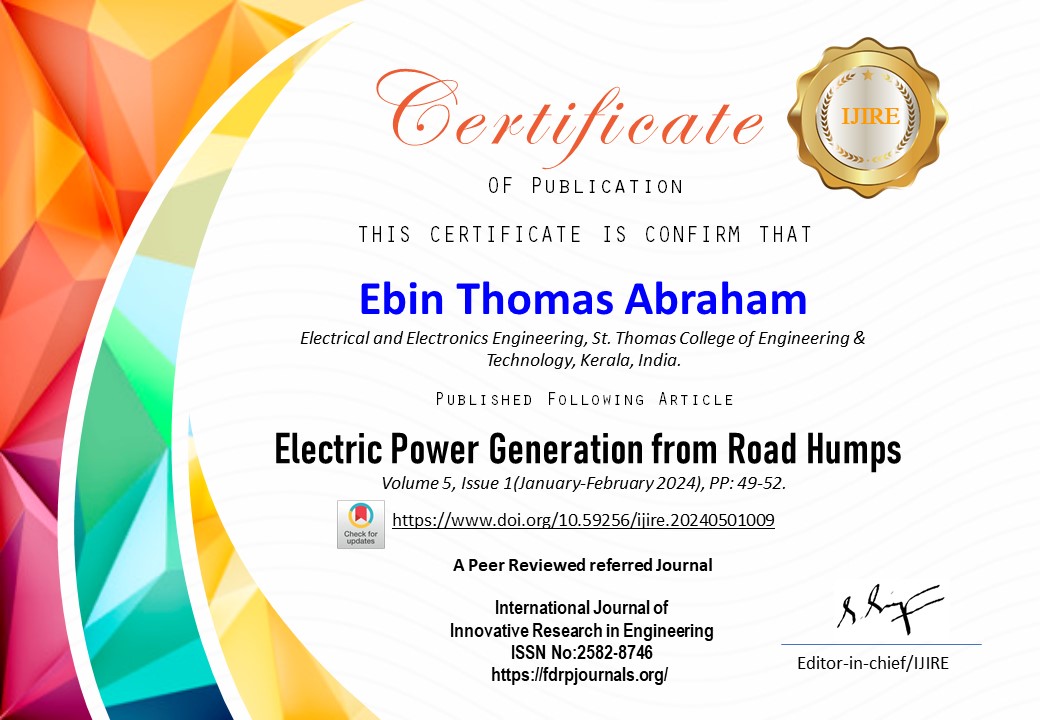 Certificate
IJIRE
OF PUBLICATION
THIS CERTIFICATE IS CONFIRM THAT
Ebin Thomas Abraham
Electrical and Electronics Engineering, St. Thomas College of Engineering &
Technology, Kerala, India.
PUBLISHED FOLLOWING ARTICLE
Electric Power Generation from Road Humps
Volume 5, Issue 1(January-February 2024), PP: 49-52.
https://www.doi.org/10.59256/ijire.20240501009
Check for
updates
A Peer Reviewed referred Journal
International Journal of
Innovative Research in Engineering
ISSN No:2582-8746
https://fdrpjournals.org/
Editor-in-chief/IJIRE